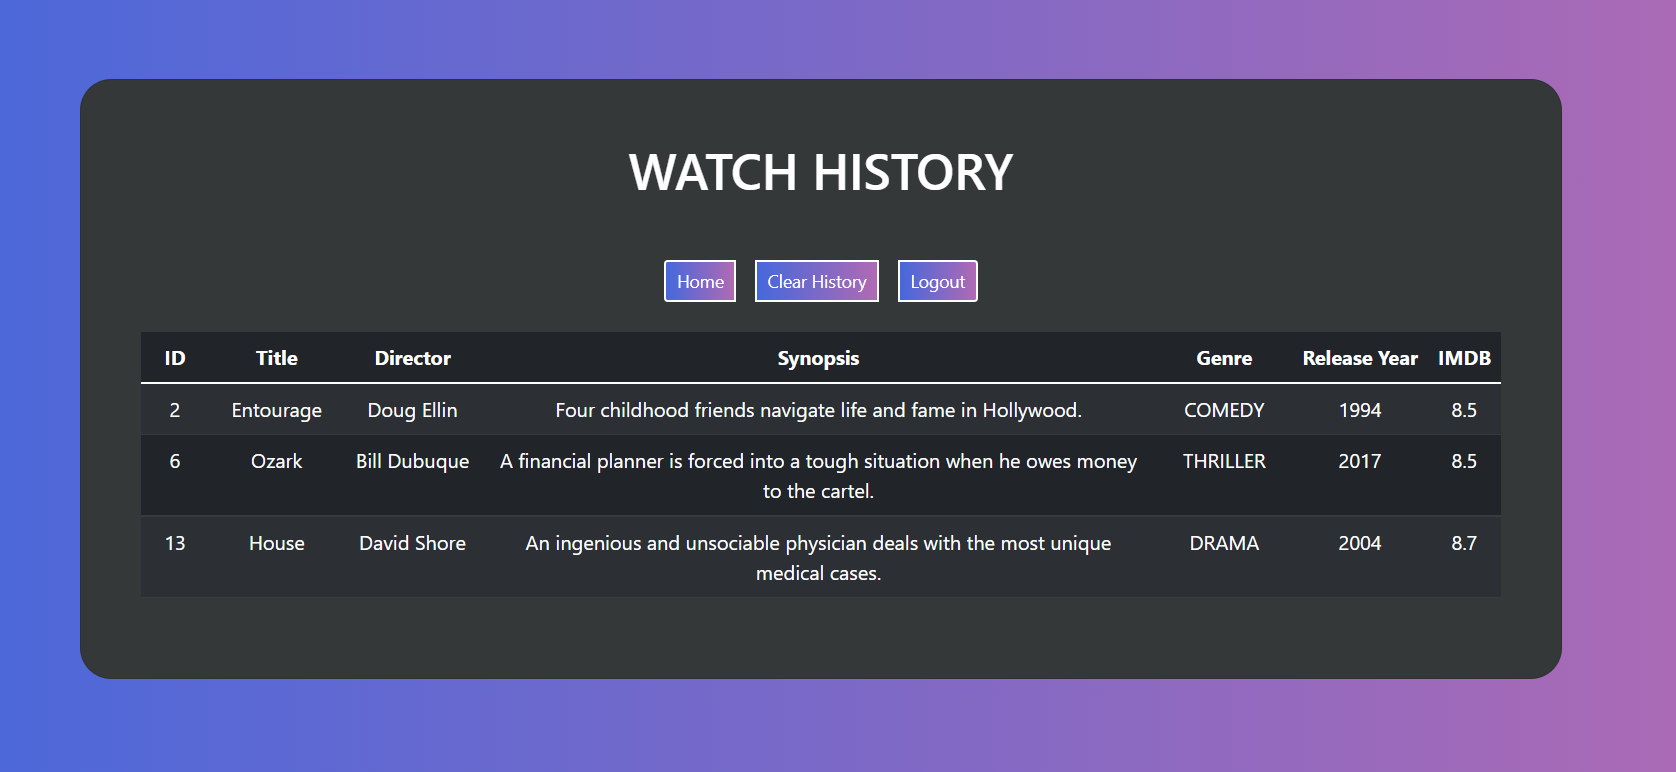 WATCH HISTORY
Home Clear History Logout
ID Title Director Synopsis Genre Release Year IMDB
2 Entourage Doug Ellin Four childhood friends navigate life and fame in Hollywood. COMEDY 1994 8.5
6 Ozark Bill Dubuque A financial planner is forced into a tough situation when he owes money THRILLER 2017 8.5
to the cartel.
13 House David Shore An ingenious and unsociable physician deals with the most unique DRAMA 2004 8.7
medical cases.